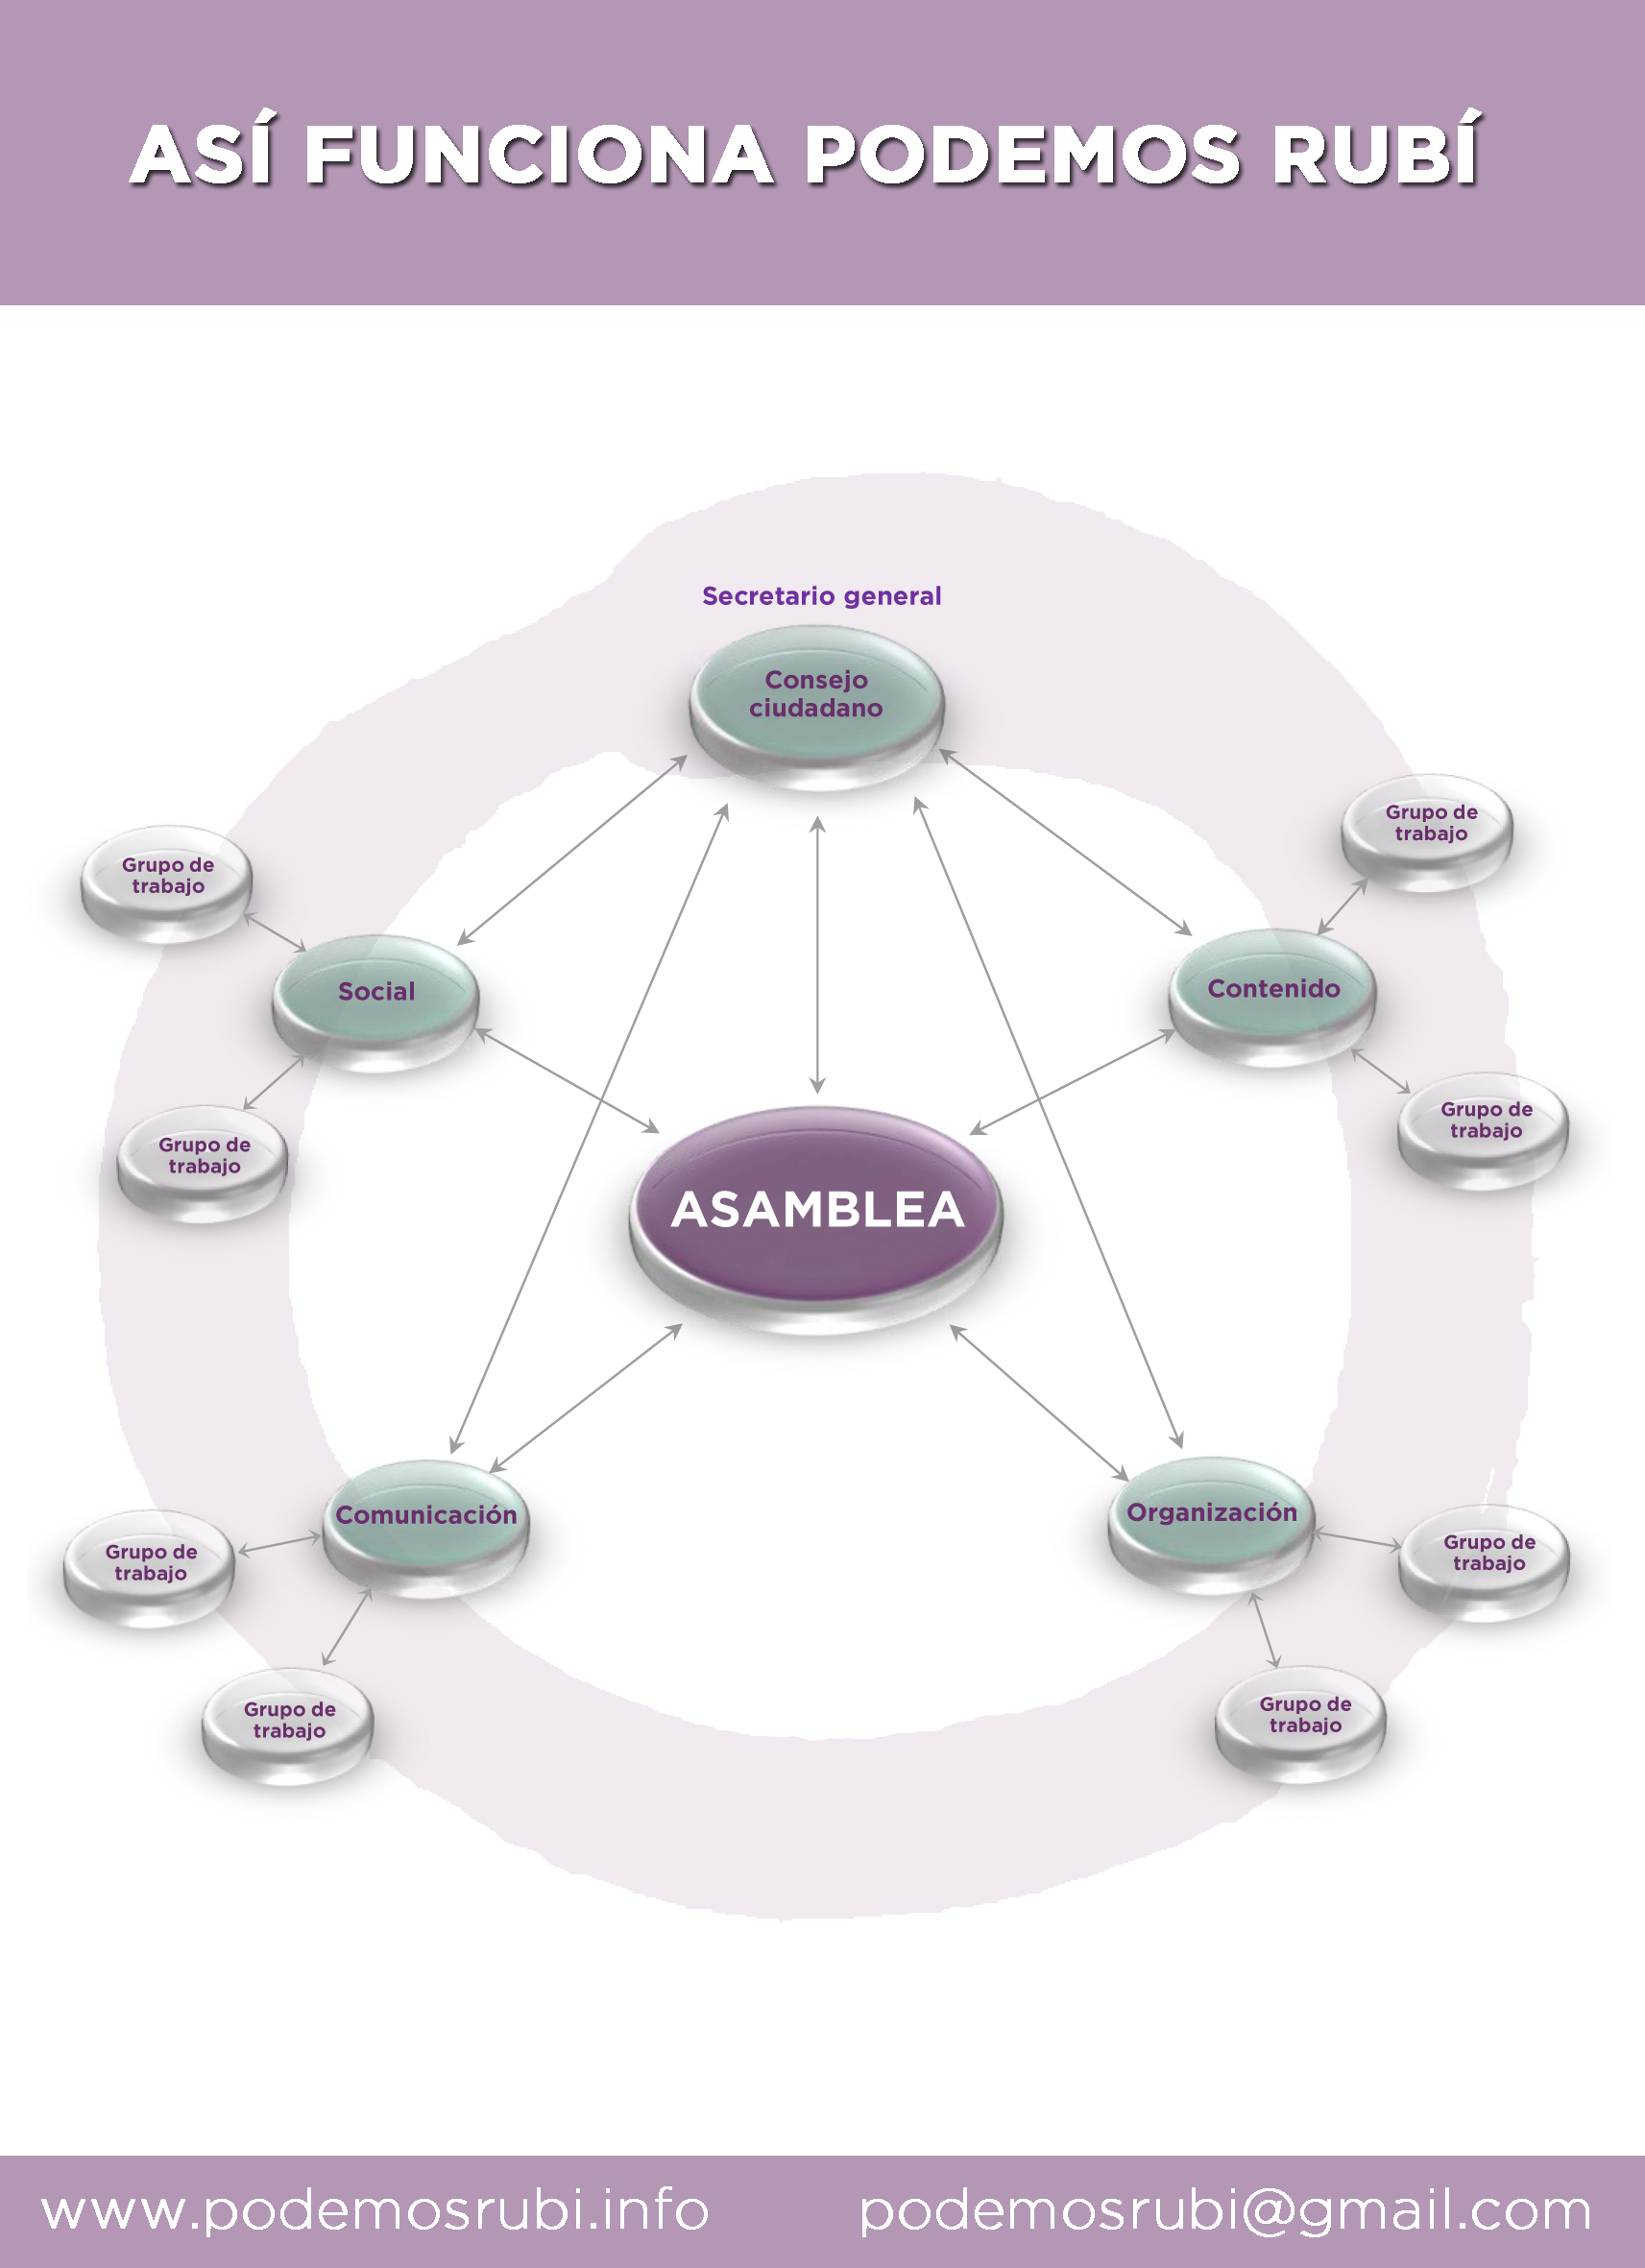 ASÍ FUNCIONA PODEMOS RUBÍ
Secretario general
Consejo
ciudadano
Grupo de
trabajo
Grupo de
trabajo
Social
Contenido
Grupo de
trabajo
Grupo de
trabajo
ASAMBLEA
Comunicación
Organización
Grupo de
trabajo
Grupo de
trabajo
Grupo de
trabajo
Grupo de
trabajo
www.podemosrubi.info
podemosrubi@gmail.com